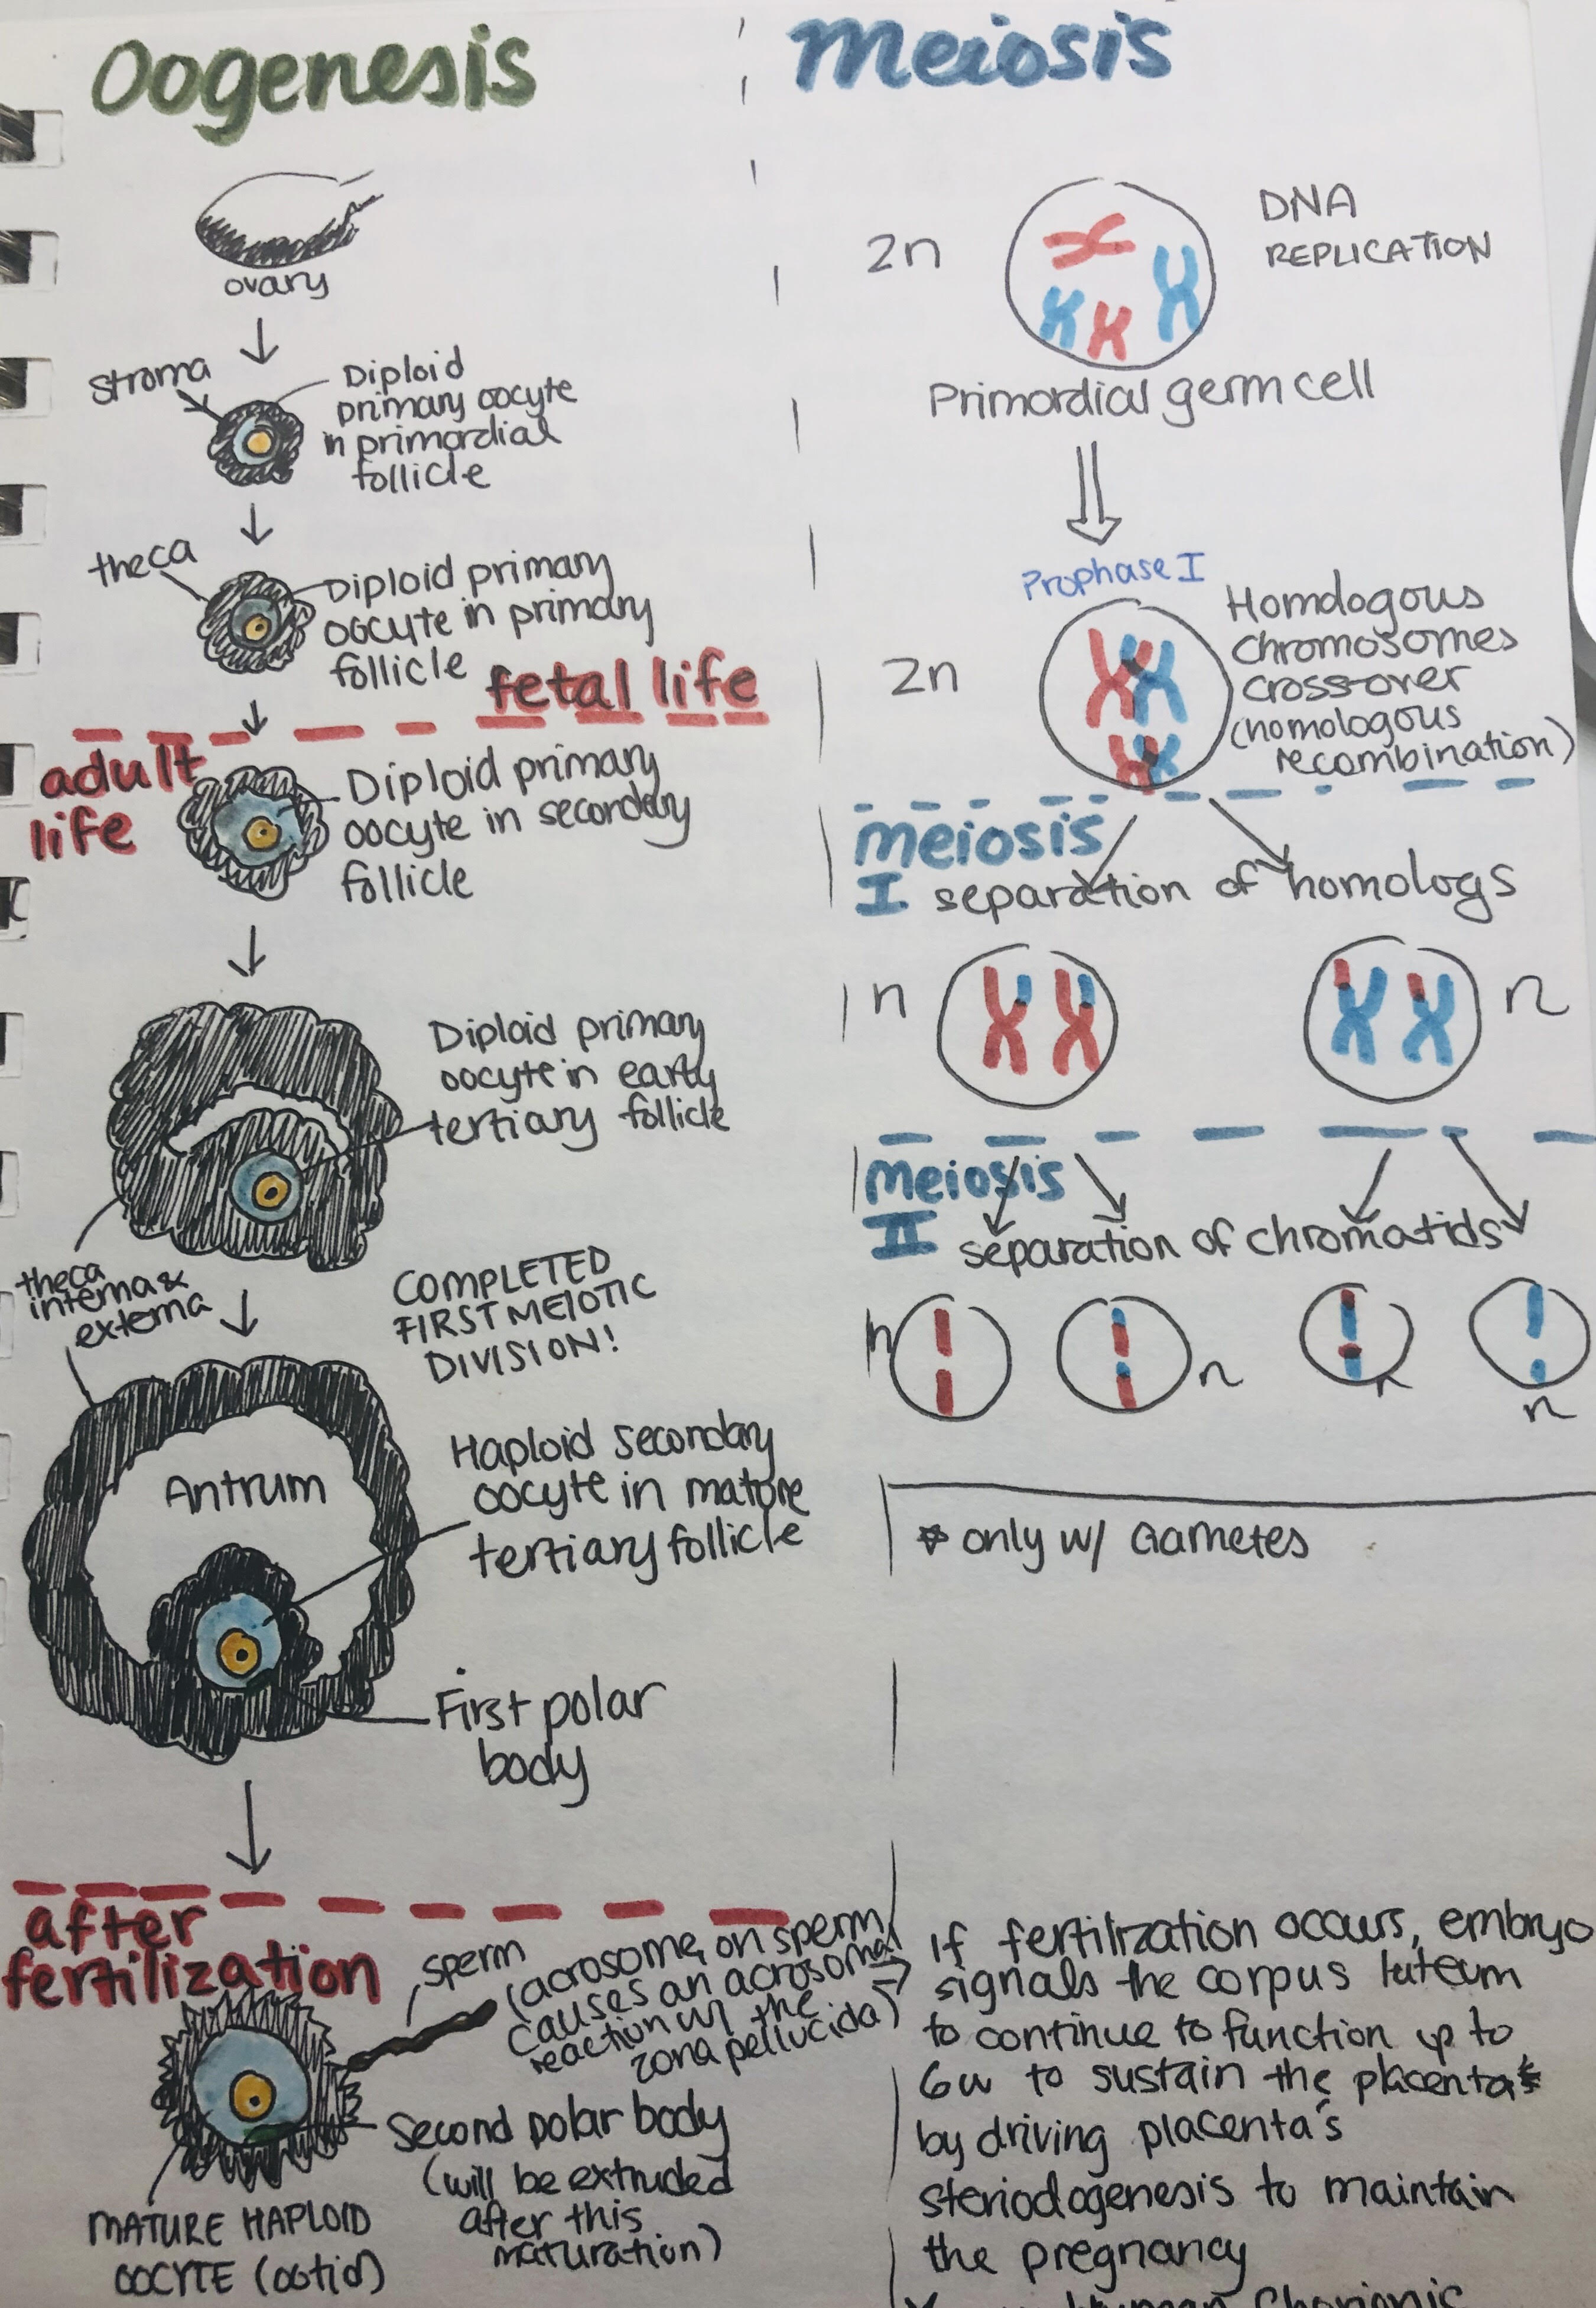 Oogenesis
ovary
stroma
Diploid
primary oocyte
in primordial
follicle
theca
Diploid primary
oocyte in primary
follicle
fetal life
adult
life
Diploid primary
oocyte in secondary
follicle
Diploid primary
oocyte in early
tertiary follicle
theca
interna &
externa
COMPLETED
FIRST MEIOTIC
DIVISION!
Antrum
Haploid secondary
oocyte in mature
tertiary follicle
First polar
body
after
fertilization
sperm
(acrosome on sperm
causes an acrosomal
reaction w/ the
zona pellucida)
Second polar body
(will be extruded
after this
maturation)
MATURE HAPLOID
OOCYTE (ootid)
Meiosis
2n
DNA
REPLICATION
Primordial germ cell
Prophase I
2n
Homologous
chromosomes
cross-over
(homologous
recombination)
meiosis
I separation of homologs
n
n
meiosis
II separation of chromatids
n
n
n
n
* only w/ Gametes
If fertilization occurs, embryo
signals the corpus luteum
to continue to function up to
6w to sustain the placenta
by driving placenta's
steriodogenesis to maintain
the pregnancy
Human Chorionic